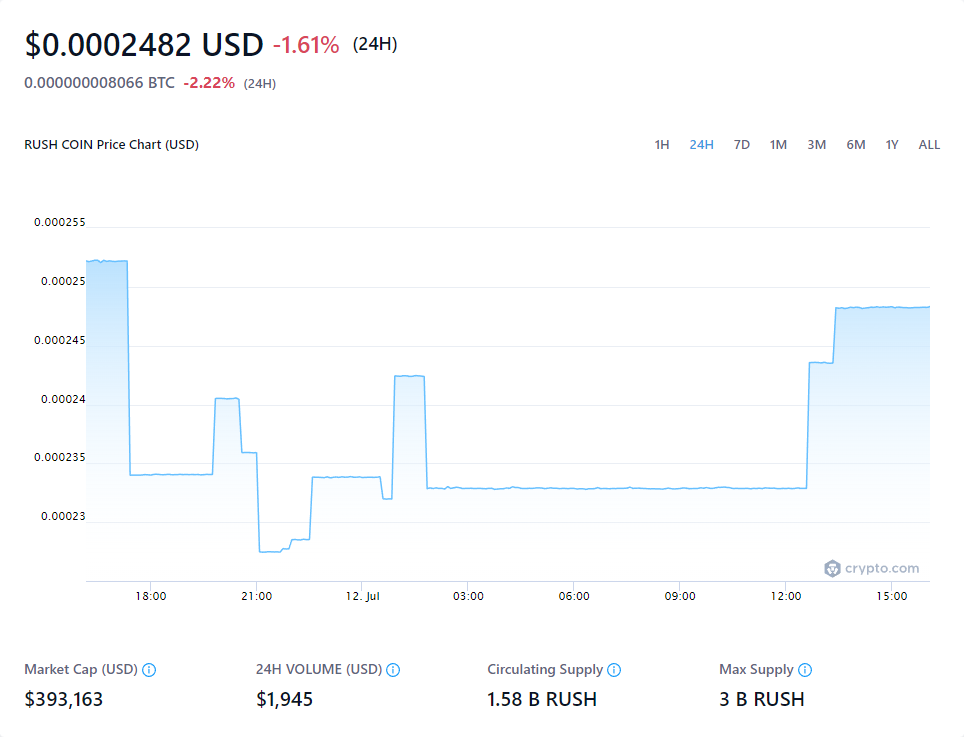 $0.0002482 USD -1.61% (24H)
0.000000008066 BTC -2.22% (24H)
RUSH COIN Price Chart (USD) 1H 24H 7D 1M 3M 6M 1Y ALL
0.000255
0.00025
0.000245
0.00024
0.000235
0.00023
crypto.com
18:00 21:00 12. Jul 03:00 06:00 09:00 12:00 15:00
Market Cap (USD) 24H VOLUME (USD) Circulating Supply Max Supply
$393,163 $1,945 1.58 B RUSH 3 B RUSH